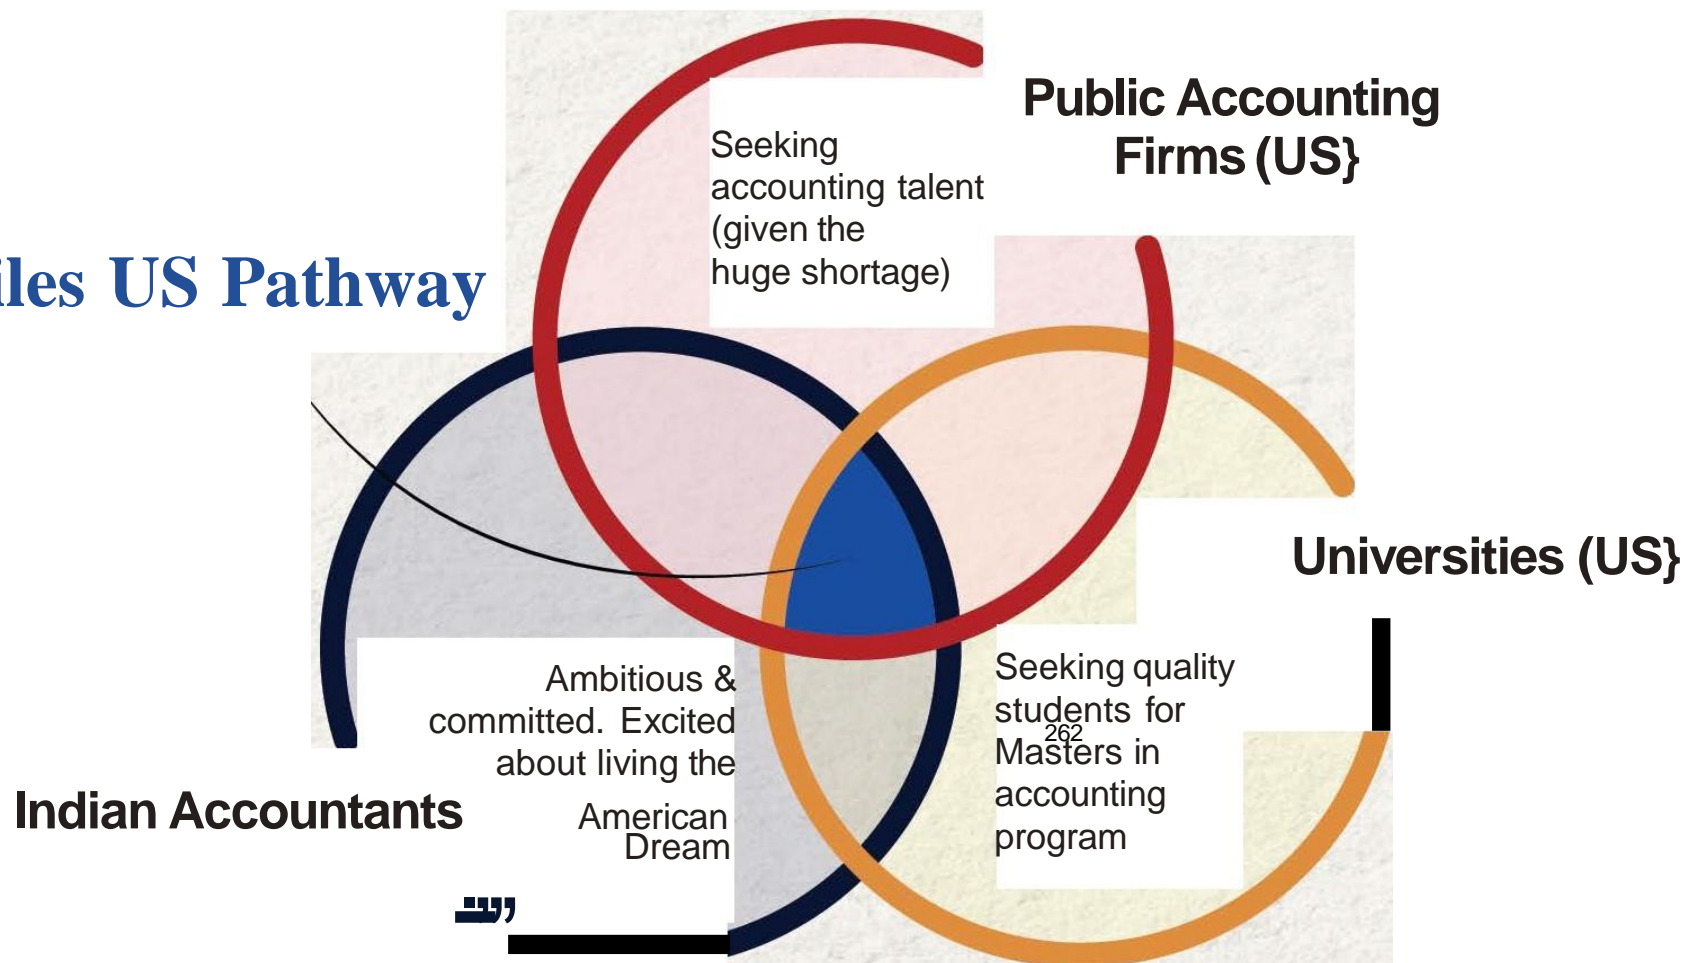 Public Accounting
Firms (US}
Seeking
accounting talent
(given the
huge shortage)
iles US Pathway
Universities (US}
Ambitious &
committed. Excited
about living the
American
Dream
Indian Accountants
Seeking quality
students for
262
Masters in
accounting
program